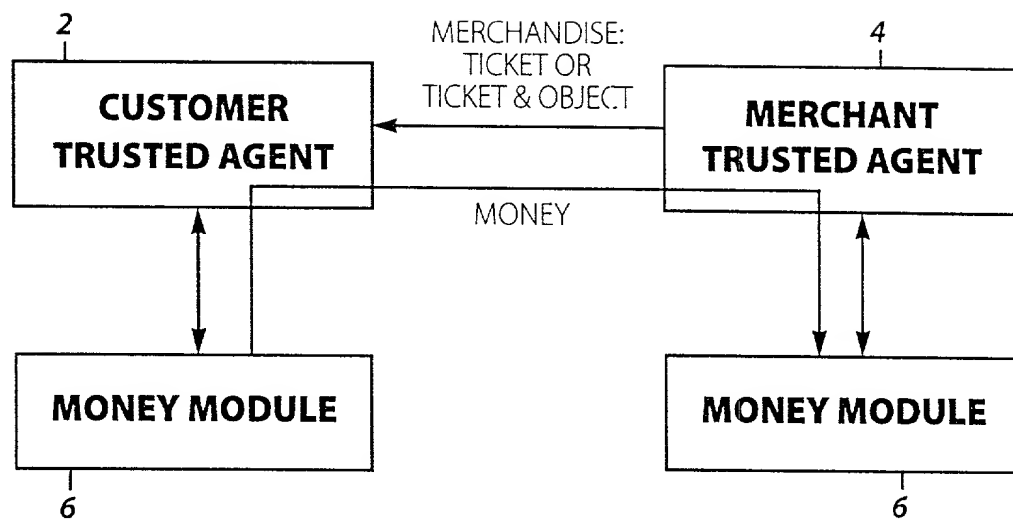 2
MERCHANDISE:
TICKET OR
TICKET & OBJECT
4
CUSTOMER
TRUSTED AGENT
MERCHANT
TRUSTED AGENT
MONEY
MONEY MODULE
MONEY MODULE
6
6